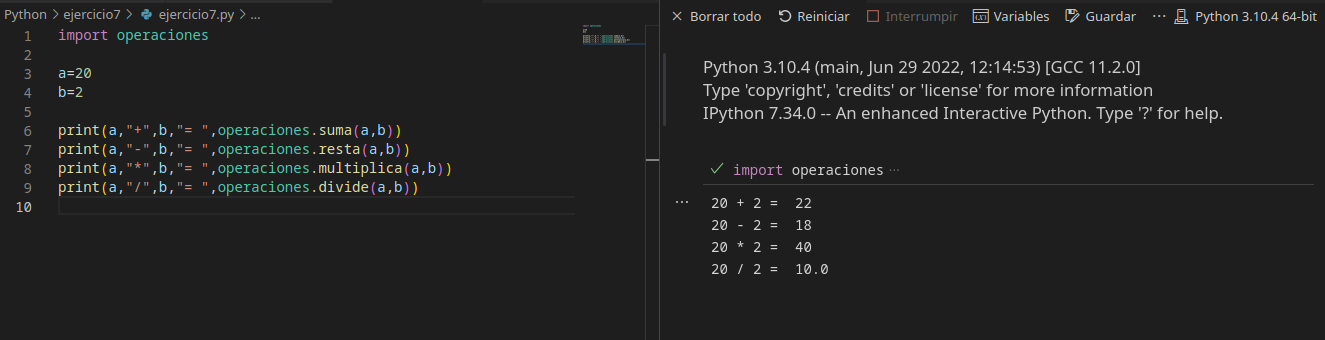 Python > ejercicio7 > ejercicio7.py > ...
1 import operaciones
2
3 a=20
4 b=2
5
6 print(a,"+",b,"= ",operaciones.suma(a,b))
7 print(a,"-",b,"= ",operaciones.resta(a,b))
8 print(a,"*",b,"= ",operaciones.multiplica(a,b))
9 print(a,"/",b,"= ",operaciones.divide(a,b))
10
Borrar todo Reiniciar Interrumpir Variables Guardar ... Python 3.10.4 64-bit
Python 3.10.4 (main, Jun 29 2022, 12:14:53) [GCC 11.2.0]
Type 'copyright', 'credits' or 'license' for more information
IPython 7.34.0 -- An enhanced Interactive Python. Type '?' for help.
import operaciones ...
... 20 + 2 =  22
20 - 2 =  18
20 * 2 =  40
20 / 2 =  10.0